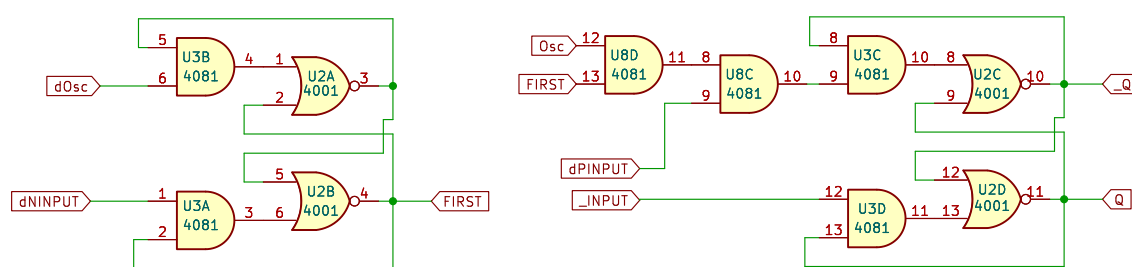 5
U3B
4081
4
6
dOsc
1
U2A
4001
3
2
dNINPUT
1
U3A
4081
3
2
5
U2B
4001
4
6
FIRST
Osc
12
U8D
4081
11
FIRST
13
8
U8C
4081
10
9
dPINPUT
8
U3C
4081
10
9
8
U2C
4001
10
9
_Q
_INPUT
12
U3D
4081
11
13
12
U2D
4001
11
13
Q